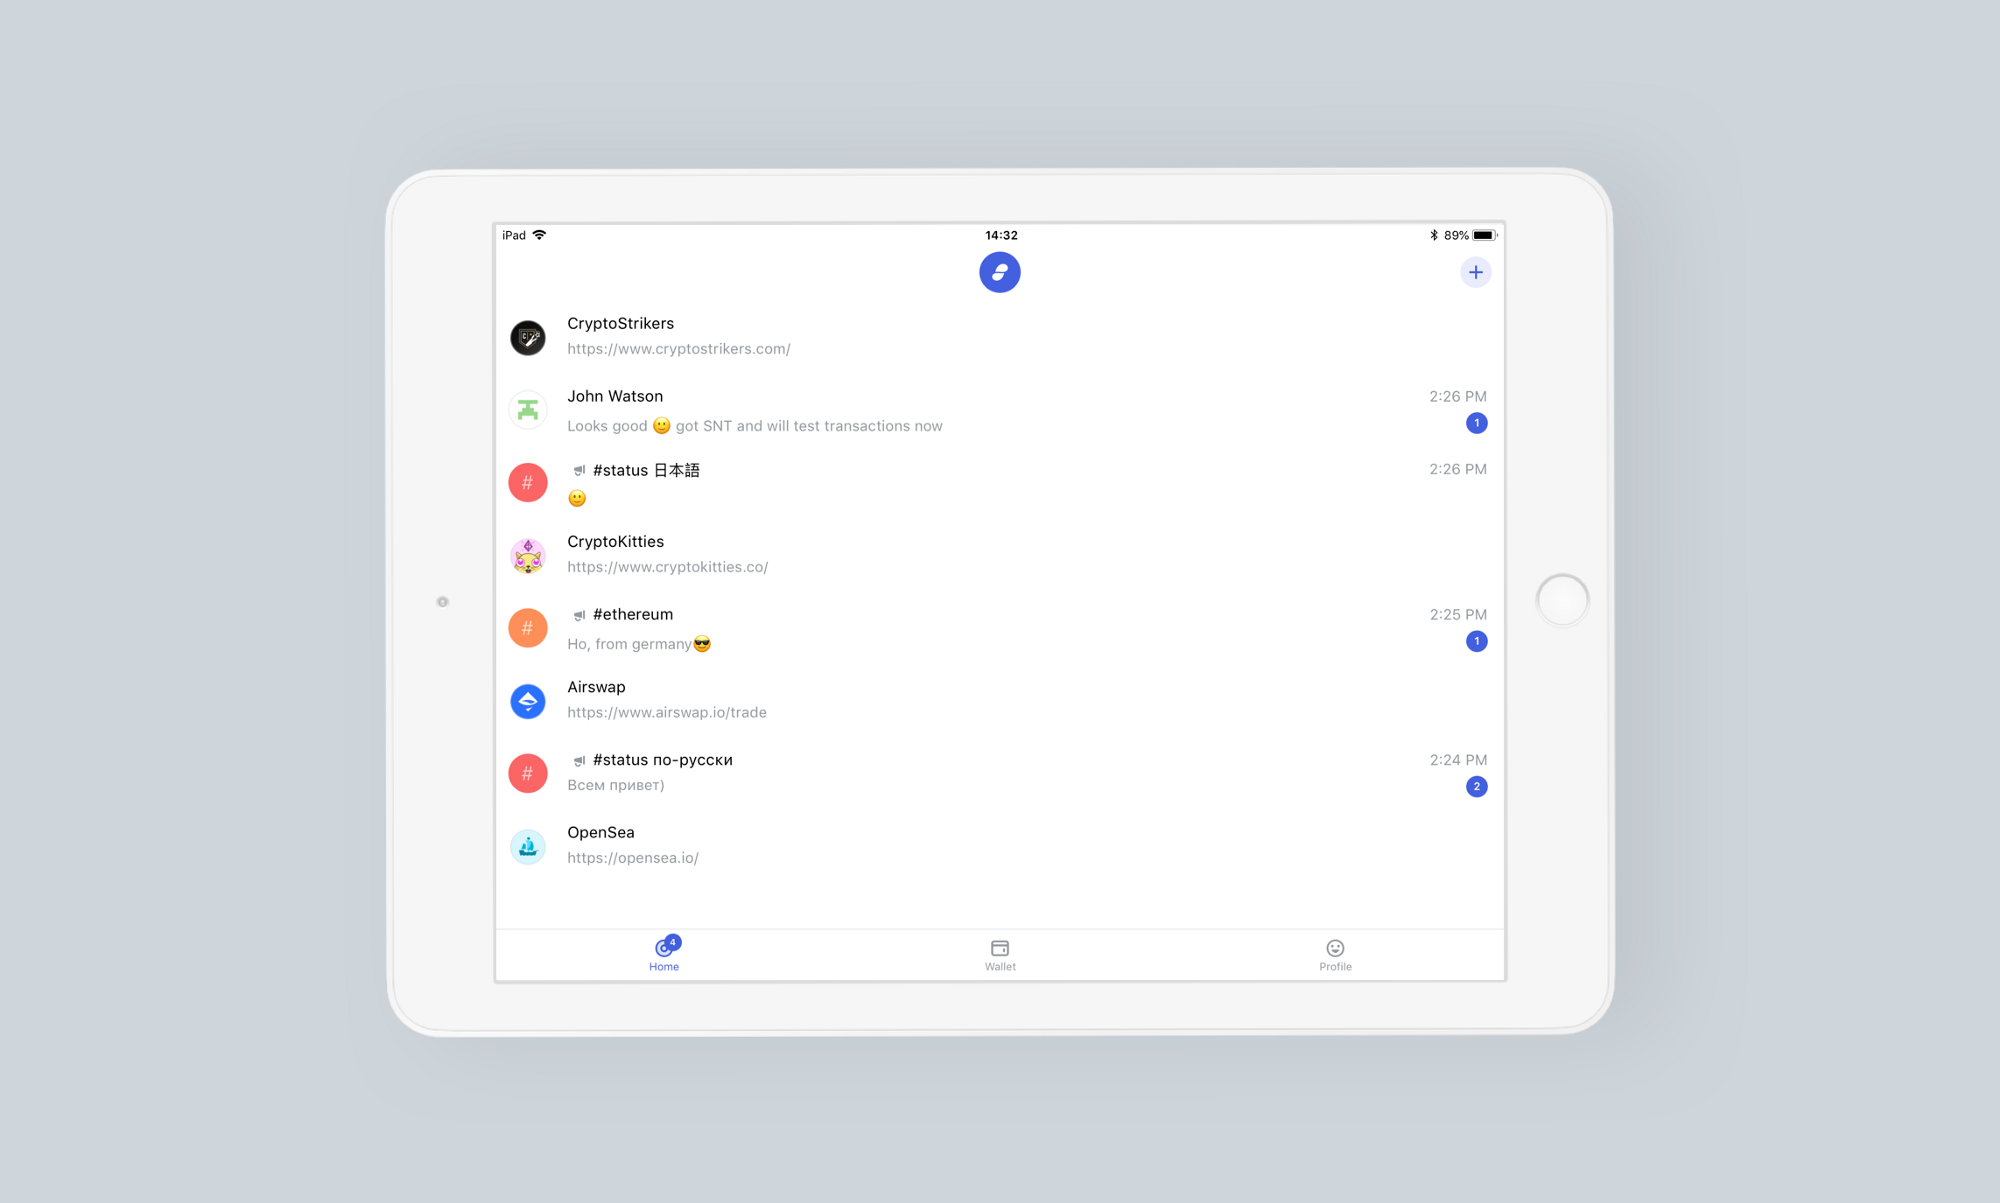 iPad 14:32 89%
CryptoStrikers
https://www.cryptostrikers.com/
John Watson 2:26 PM
Looks good 🙂 got SNT and will test transactions now 1
# #status 日本語 2:26 PM
🙂
CryptoKitties
https://www.cryptokitties.co/
# #ethereum 2:25 PM
Ho, from germany😎 1
Airswap
https://www.airswap.io/trade
# #status по-русски 2:24 PM
Всем привет) 2
OpenSea
https://opensea.io/
4
Home Wallet Profile